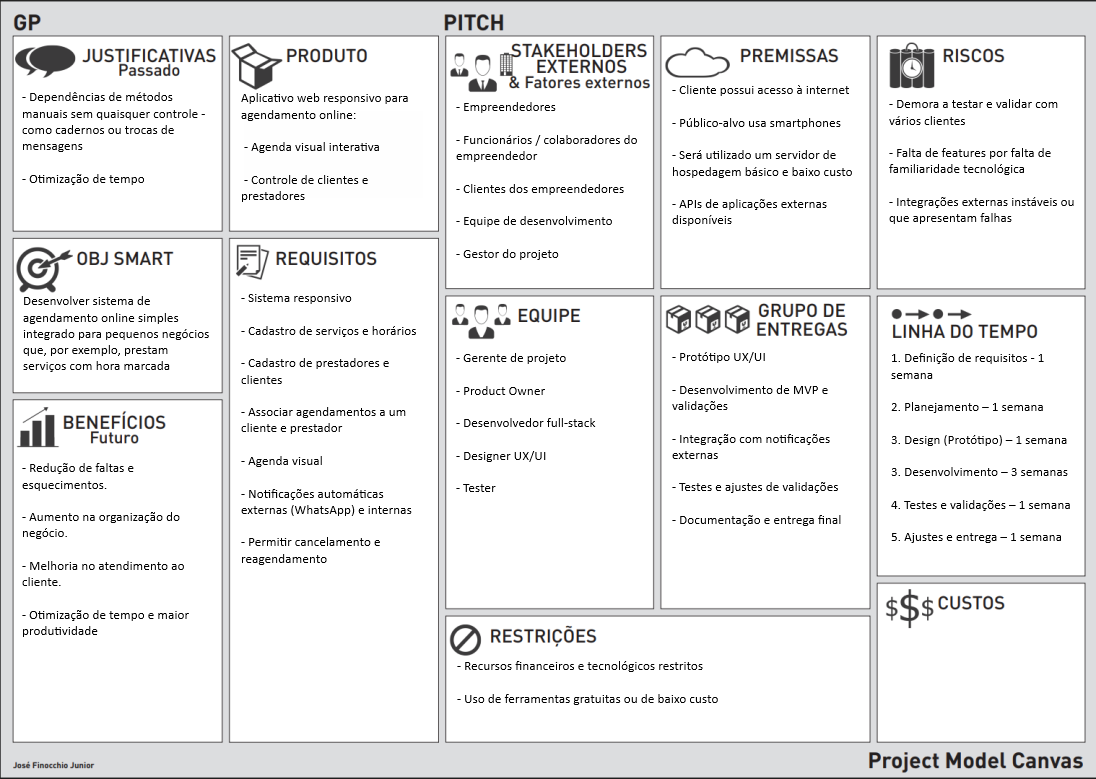 GP
PITCH
JUSTIFICATIVAS
Passado
- Dependências de métodos
manuais sem quaisquer controle -
como cadernos ou trocas de
mensagens
- Otimização de tempo
PRODUTO
Aplicativo web responsivo para
agendamento online:
- Agenda visual interativa
- Controle de clientes e
prestadores
STAKEHOLDERS
EXTERNOS
& Fatores externos
- Empreendedores
- Funcionários / colaboradores do
empreendedor
- Clientes dos empreendedores
- Equipe de desenvolvimento
- Gestor do projeto
PREMISSAS
- Cliente possui acesso à internet
- Público-alvo usa smartphones
- Será utilizado um servidor de
hospedagem básico e baixo custo
- APIs de aplicações externas
disponíveis
RISCOS
- Demora a testar e validar com
vários clientes
- Falta de features por falta de
familiaridade tecnológica
- Integrações externas instáveis ou
que apresentam falhas
OBJ SMART
Desenvolver sistema de
agendamento online simples
integrado para pequenos negócios
que, por exemplo, prestam
serviços com hora marcada
REQUISITOS
- Sistema responsivo
- Cadastro de serviços e horários
- Cadastro de prestadores e
clientes
- Associar agendamentos a um
cliente e prestador
- Agenda visual
- Notificações automáticas
externas (WhatsApp) e internas
- Permitir cancelamento e
reagendamento
EQUIPE
- Gerente de projeto
- Product Owner
- Desenvolvedor full-stack
- Designer UX/UI
- Tester
GRUPO DE
ENTREGAS
- Protótipo UX/UI
- Desenvolvimento de MVP e
validações
- Integração com notificações
externas
- Testes e ajustes de validações
- Documentação e entrega final
LINHA DO TEMPO
1. Definição de requisitos - 1
semana
2. Planejamento – 1 semana
3. Design (Protótipo) – 1 semana
3. Desenvolvimento – 3 semanas
4. Testes e validações – 1 semana
5. Ajustes e entrega – 1 semana
BENEFÍCIOS
Futuro
- Redução de faltas e
esquecimentos.
- Aumento na organização do
negócio.
- Melhoria no atendimento ao
cliente.
- Otimização de tempo e maior
produtividade
RESTRIÇÕES
- Recursos financeiros e tecnológicos restritos
- Uso de ferramentas gratuitas ou de baixo custo
$$$ CUSTOS
José Finocchio Junior
Project Model Canvas